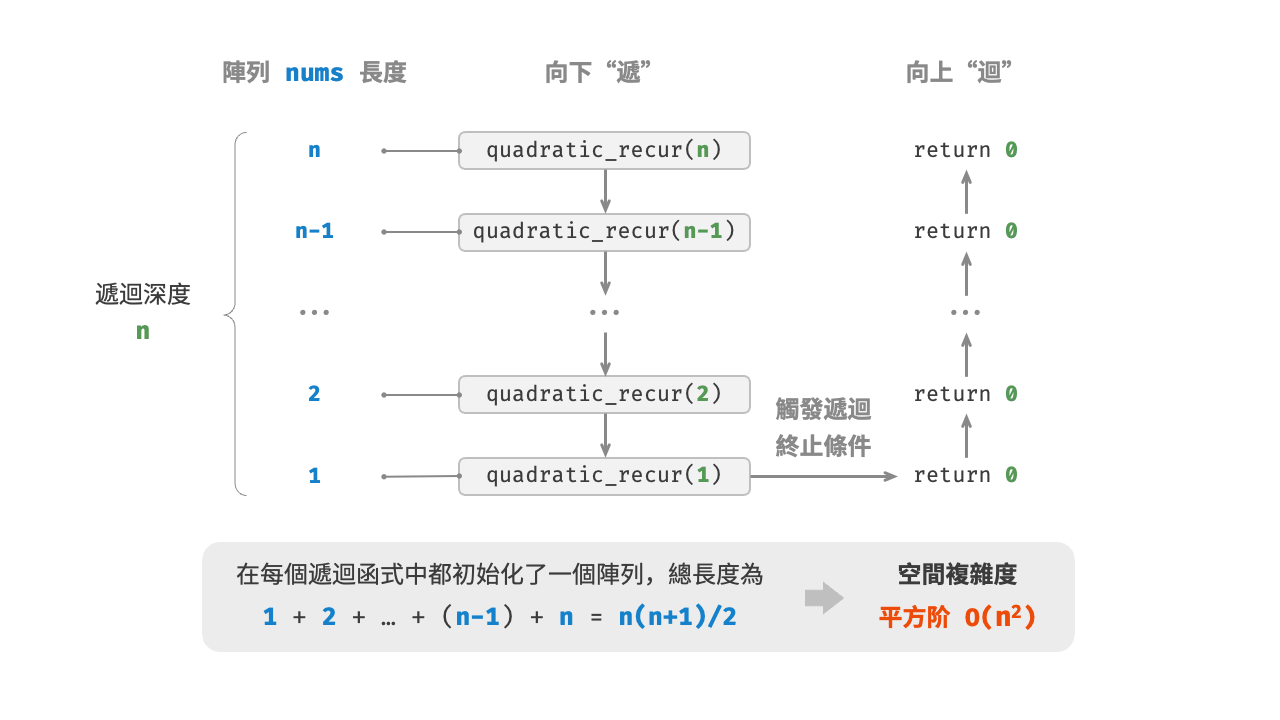 陣列 nums 長度
向下“遞”
向上“迴”
n
quadratic_recur(n)
return 0
n-1
quadratic_recur(n-1)
return 0
遞迴深度
n
...
...
...
2
quadratic_recur(2)
return 0
觸發遞迴
終止條件
1
quadratic_recur(1)
return 0
在每個遞迴函式中都初始化了一個陣列，總長度為
1 + 2 + … + (n-1) + n = n(n+1)/2
空間複雜度
平方阶 O(n²)